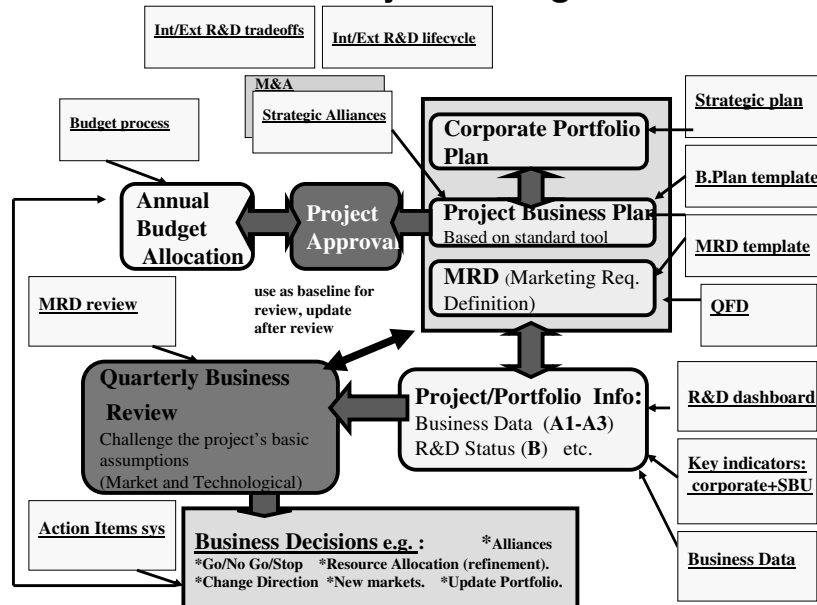 Int/Ext R&D tradeoffs
Int/Ext R&D lifecycle
M&A
Strategic Alliances
Budget process
Strategic plan
Corporate Portfolio
Plan
B.Plan template
Annual
Budget
Allocation
Project
Approval
Project Business Plan
Based on standard tool
MRD template
MRD (Marketing Req.
Definition)
QFD
MRD review
use as baseline for
review, update
after review
Quarterly Business
Review
Challenge the project's basic
assumptions
(Market and Technological)
Project/Portfolio Info:
Business Data (A1-A3)
R&D Status (B) etc.
R&D dashboard
Key indicators:
corporate+SBU
Business Data
Action Items sys
Business Decisions e.g. : *Alliances
*Go/No Go/Stop *Resource Allocation (refinement).
*Change Direction *New markets. *Update Portfolio.